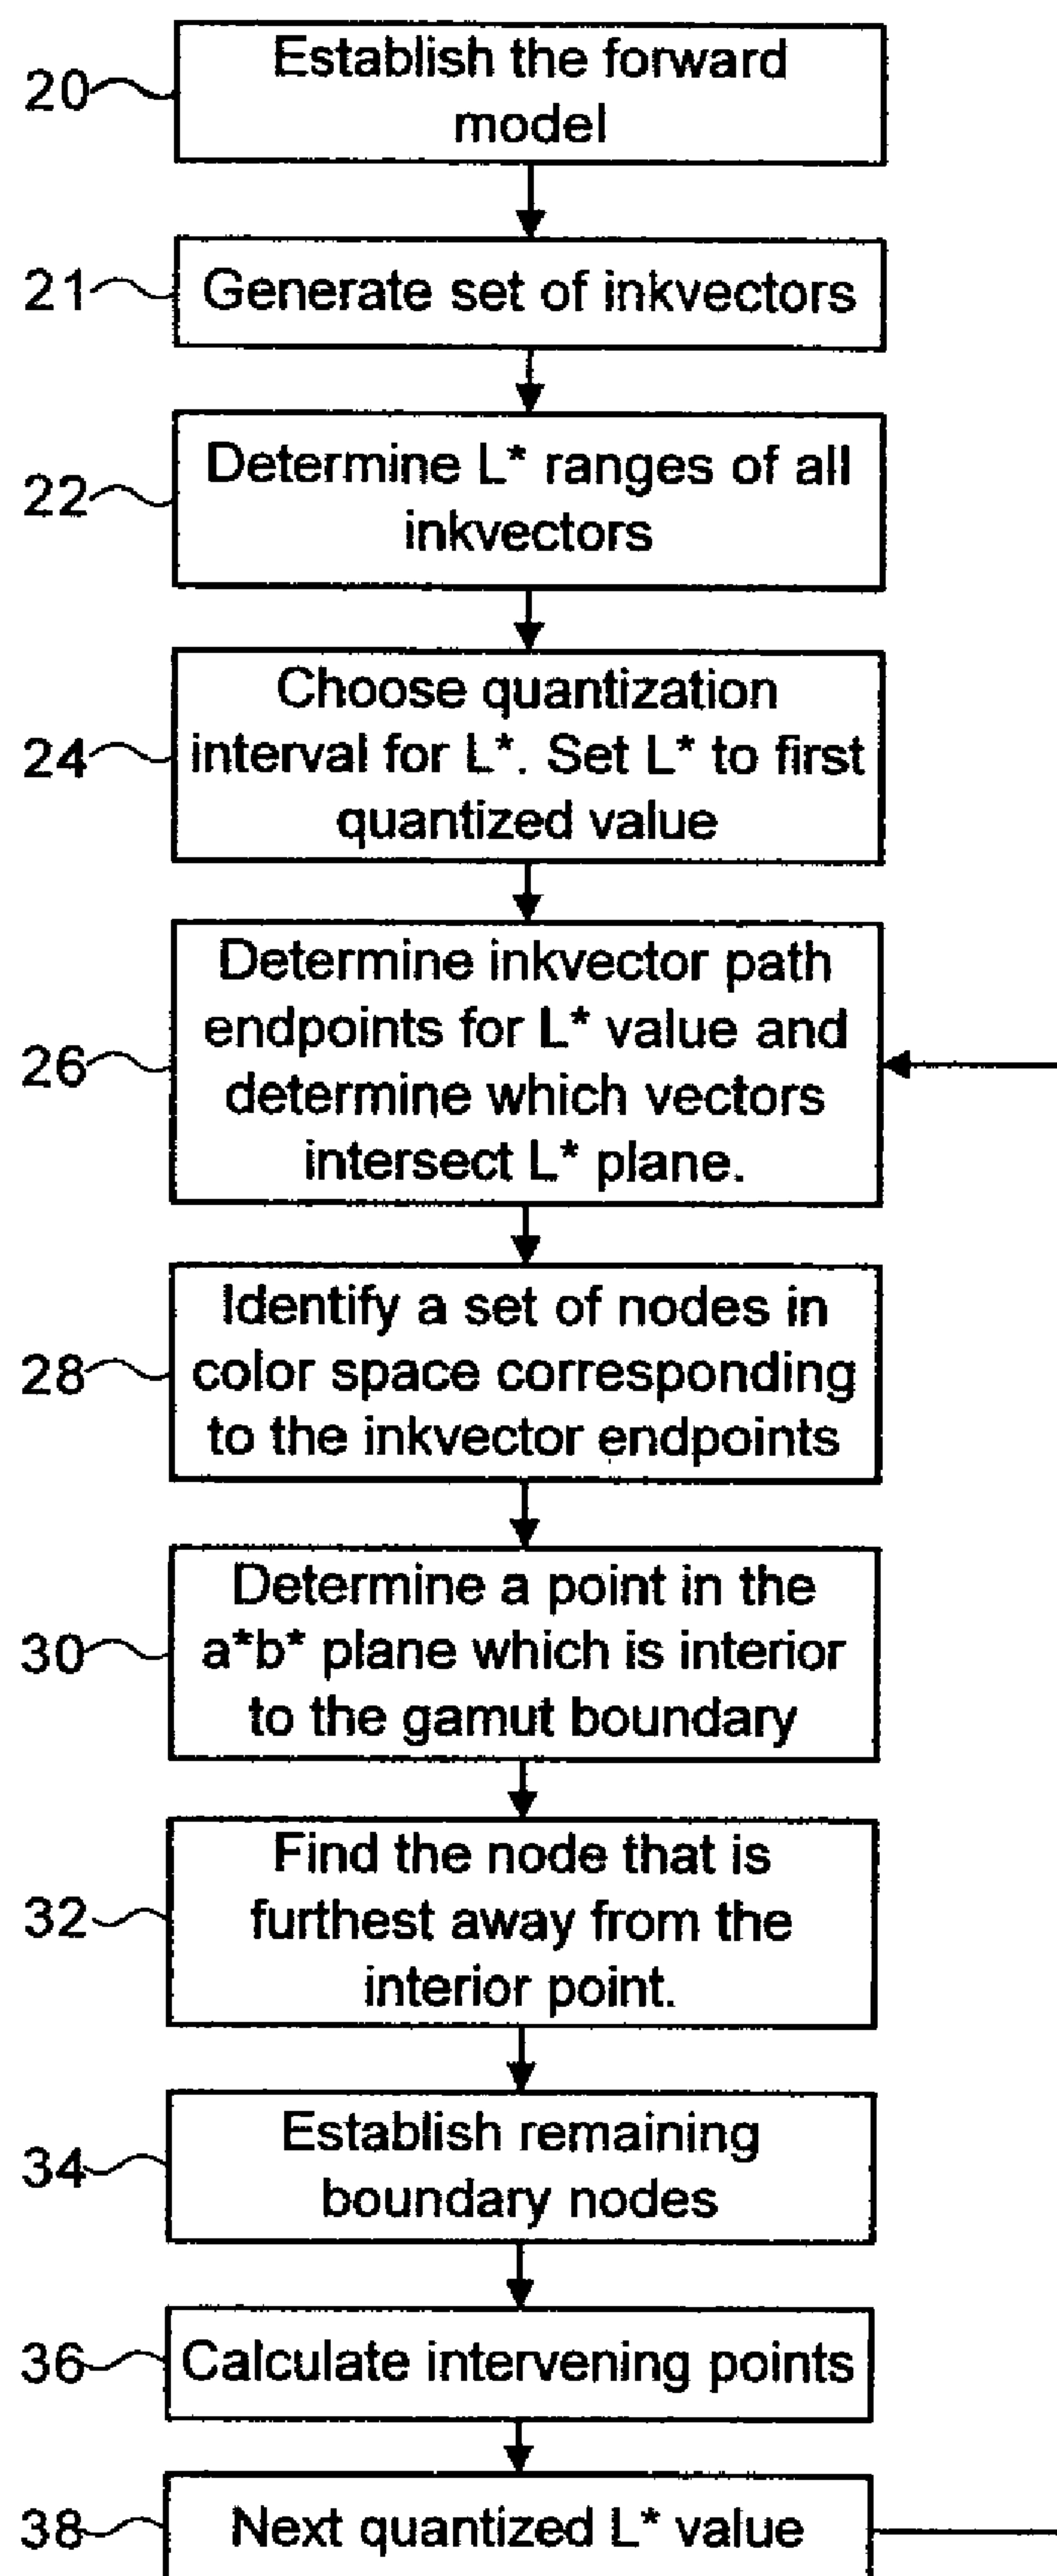 20
Establish the forward
model
21
Generate set of inkvectors
22
Determine L* ranges of all
inkvectors
24
Choose quantization
interval for L*. Set L* to first
quantized value
26
Determine inkvector path
endpoints for L* value and
determine which vectors
intersect L* plane.
28
Identify a set of nodes in
color space corresponding
to the inkvector endpoints
30
Determine a point in the
a*b* plane which is interior
to the gamut boundary
32
Find the node that is
furthest away from the
interior point.
34
Establish remaining
boundary nodes
36
Calculate intervening points
38
Next quantized L* value